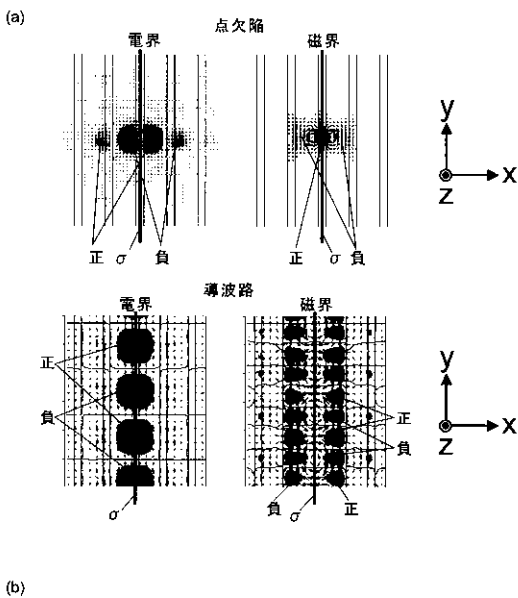 (a)
点欠陥
電界
磁界
y
x
z
正 σ 負
正 σ 負
導波路
電界
磁界
正
負
正
負
y
x
z
σ
負 σ 正
(b)